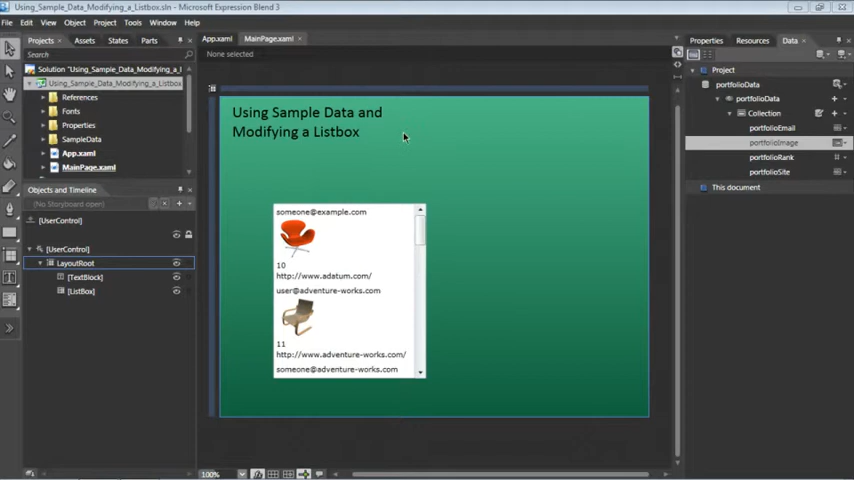 Using_Sample_Data_Modifying_a_Listbox.sln - Microsoft Expression Blend 3
File Edit View Object Project Tools Window Help
Projects × Assets States Parts
App.xaml MainPage.xaml ×
Properties Resources Data ×
Search
None selected
Solution "Using_Sample_Data_Modifying_a_l
Using_Sample_Data_Modifying_a_Listbox
References
Fonts
Properties
SampleData
App.xaml
MainPage.xaml
Objects and Timeline
(No Storyboard open)
[UserControl]
[UserControl]
LayoutRoot
[TextBlock]
[ListBox]
Using Sample Data and
Modifying a Listbox
someone@example.com
10
http://www.adatum.com/
user@adventure-works.com
11
http://www.adventure-works.com/
someone@adventure-works.com
100%
Project
portfolioData
portfolioData
Collection
portfolioEmail
portfolioImage
portfolioRank
portfolioSite
This document